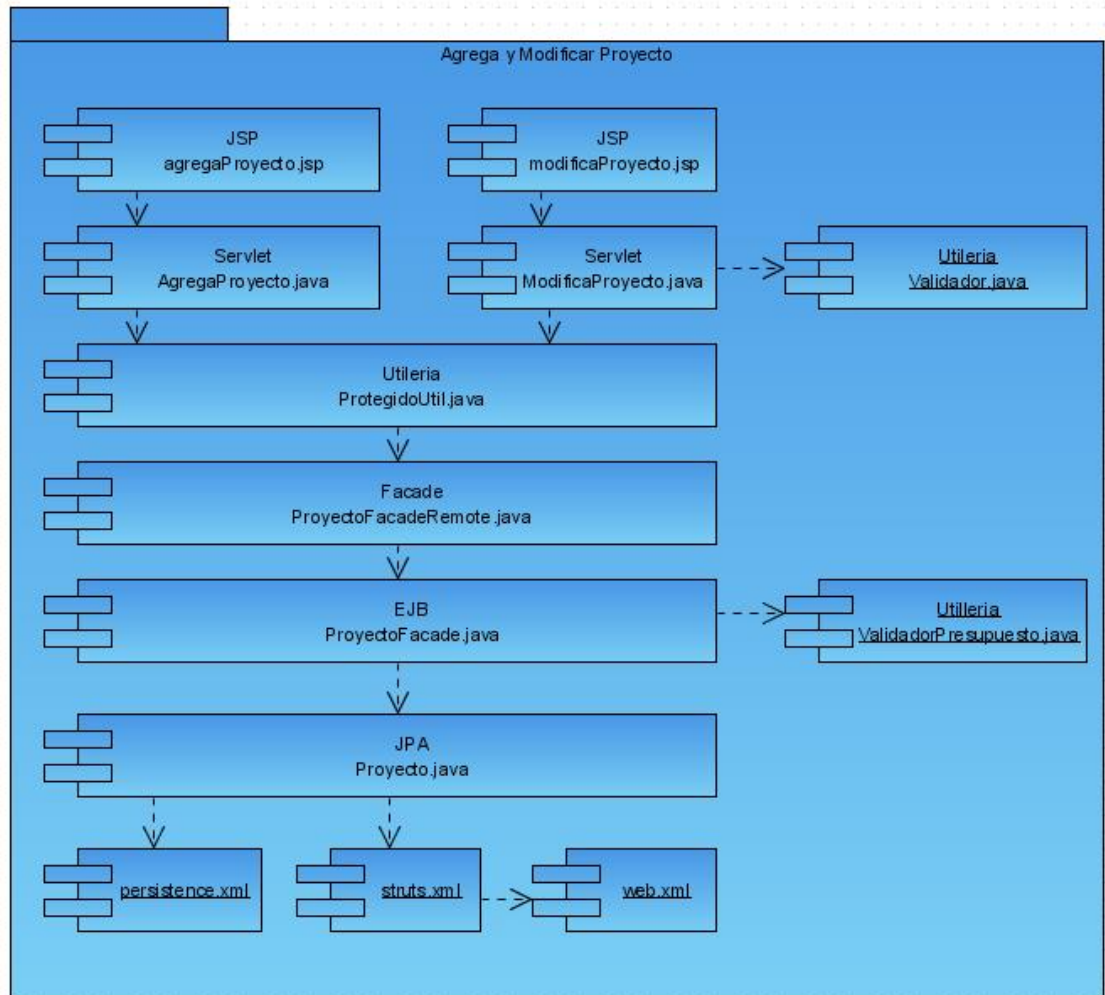 Agrega y Modificar Proyecto
JSP
agregaProyecto.jsp
JSP
modificaProyecto.jsp
Servlet
AgregaProyecto.java
Servlet
ModificaProyecto.java
Utileria
Validador.java
Utileria
ProtegidoUtil.java
Facade
ProyectoFacadeRemote.java
EJB
ProyectoFacade.java
Utilleria
ValidadorPresupuesto.java
JPA
Proyecto.java
persistence.xml
struts.xml
web.xml